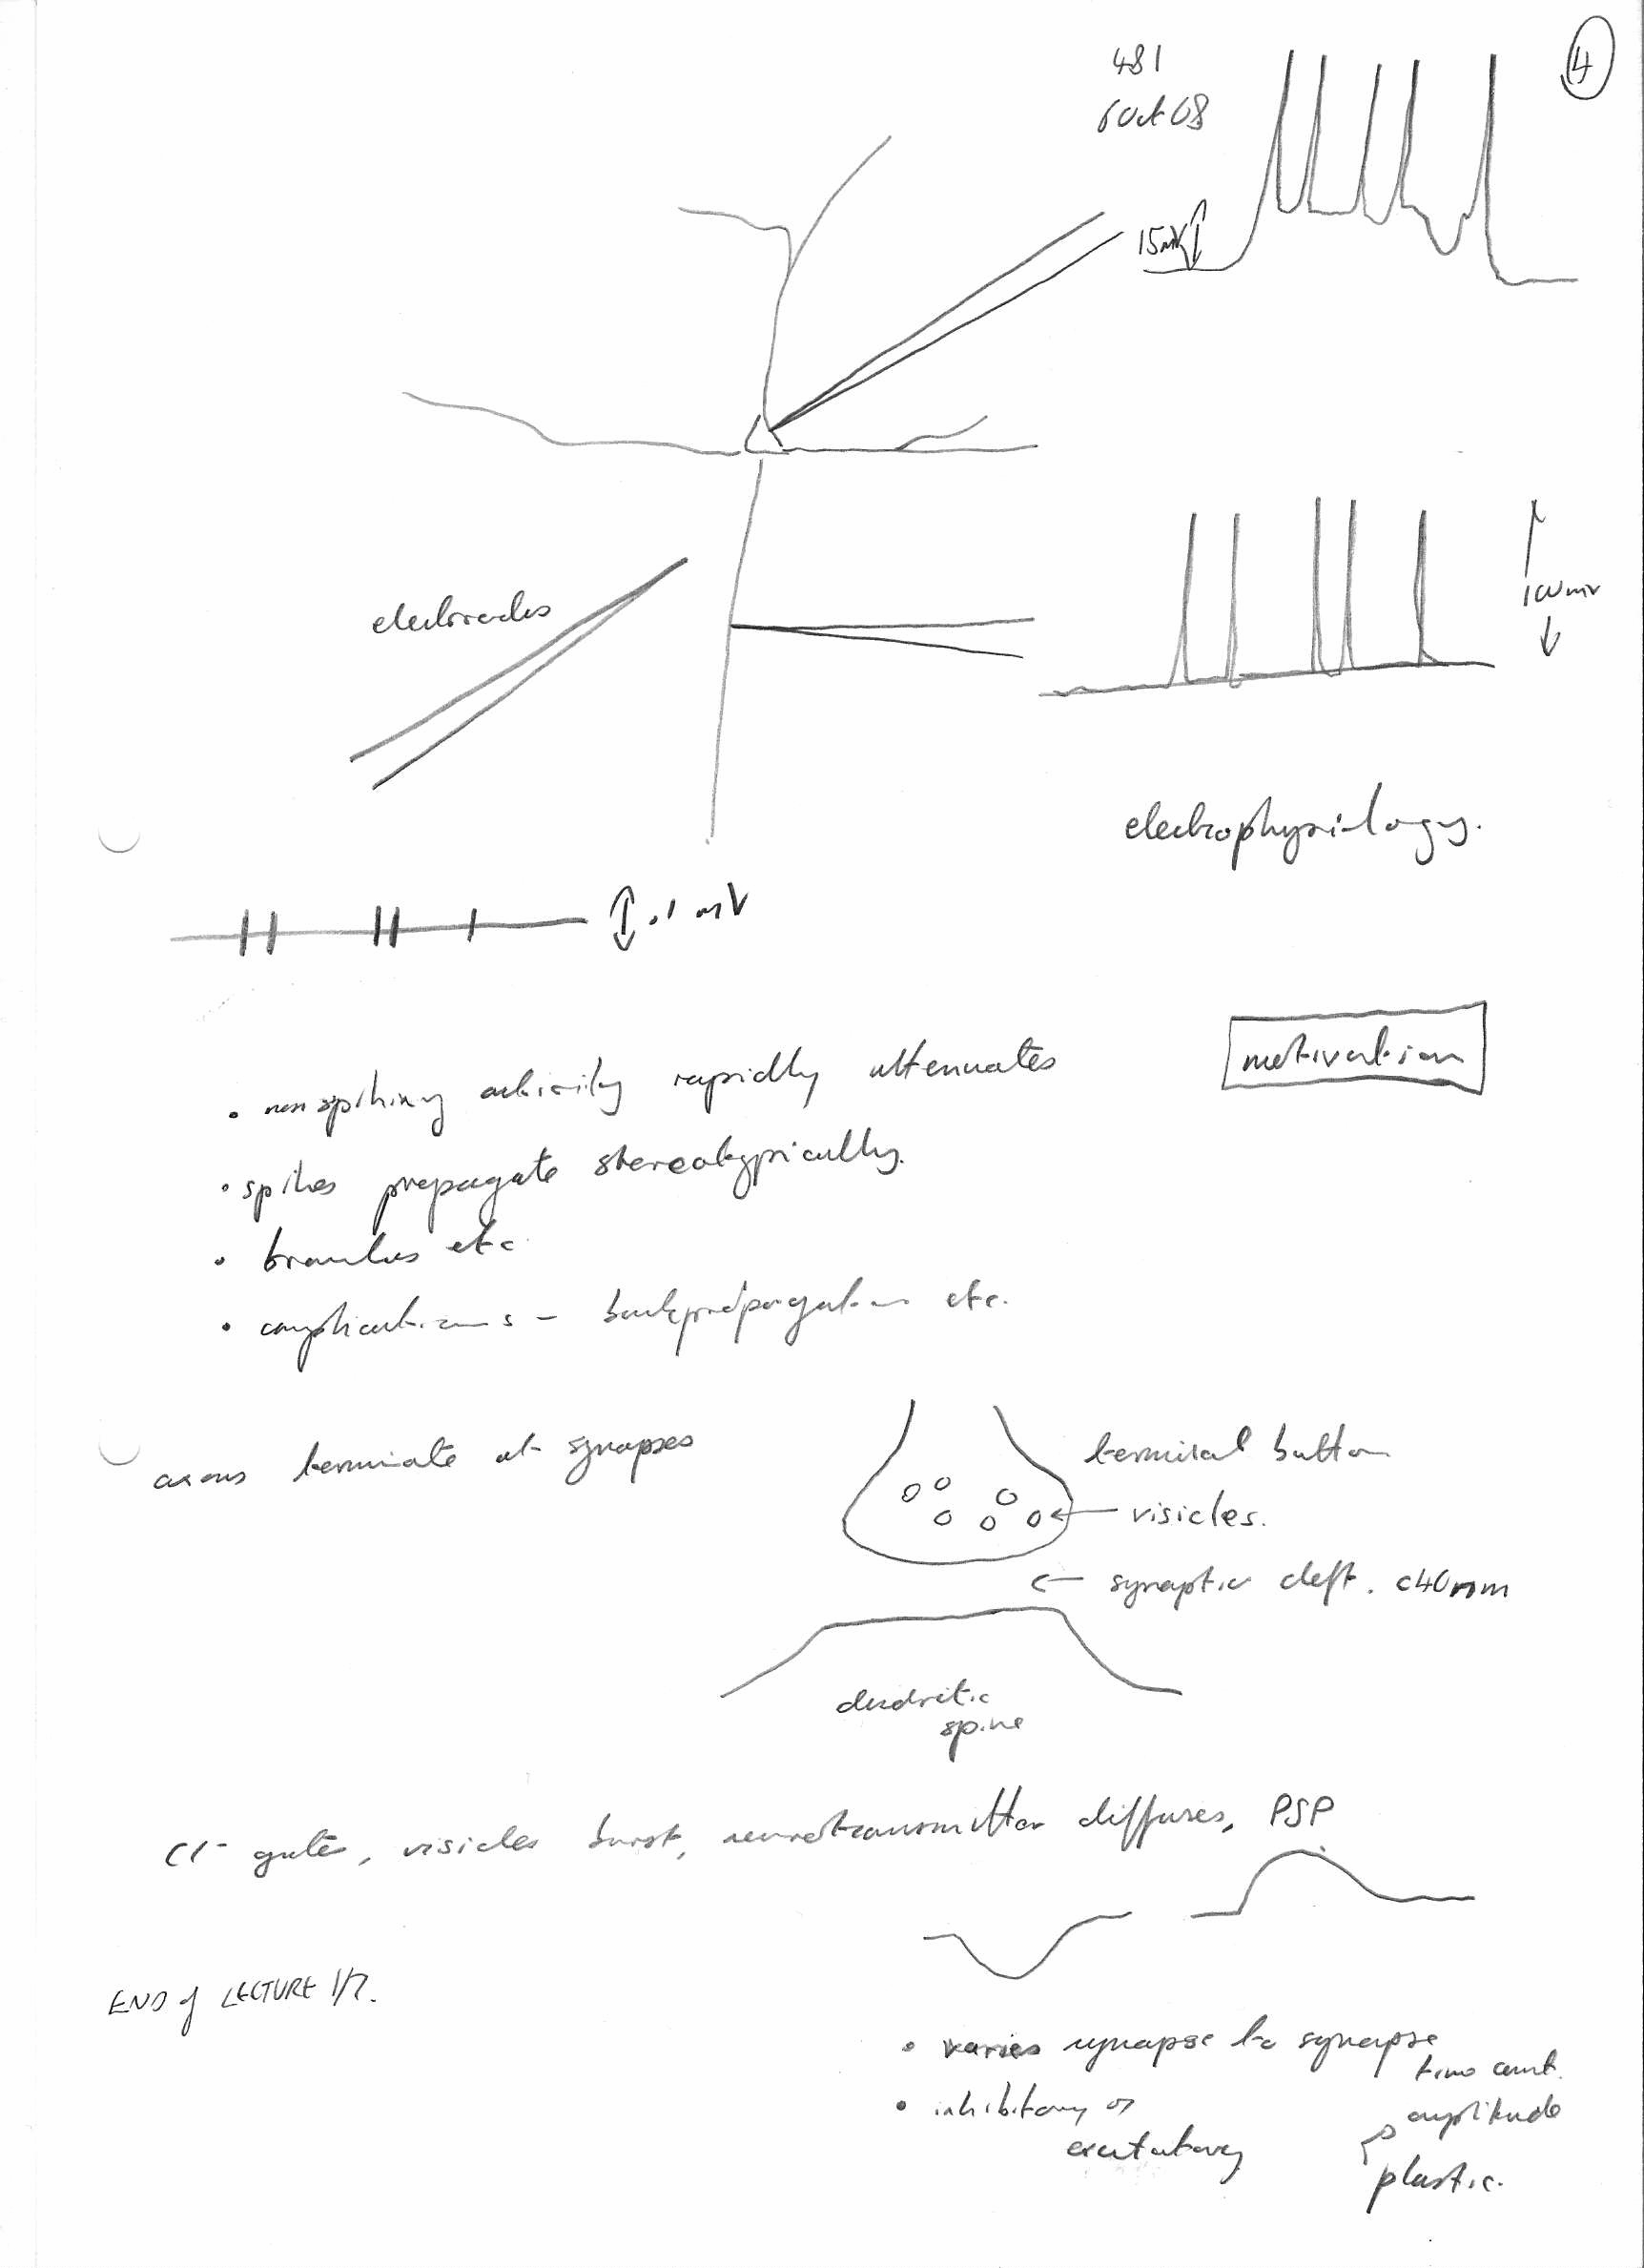 4
481
6 Oct 08
15mV
electrodes
100mv
electrophysiology.
.1 mV
motivation
• non spiking activity rapidly attenuates
• spikes propagate stereotypically.
• branches etc
• complications - backpropagation etc.
axons terminate at synapses
terminal button
visicles.
synaptic cleft. c40nm
dendritic
spine
Cl- gates, visicles burst, neurotransmitter diffuses, PSP
END of LECTURE 1/2.
• varies synapse to synapse
time const.
• inhibitory or
amplitude
excitatory
plastic.